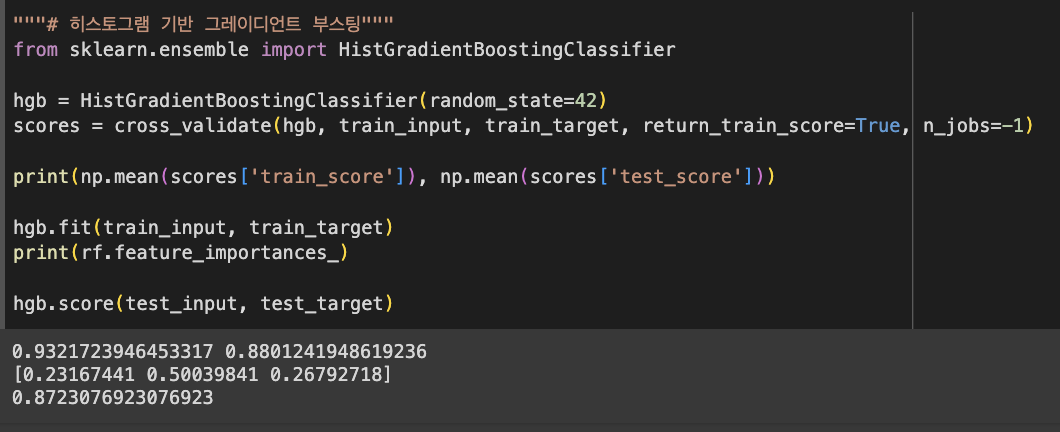 """# 히스토그램 기반 그레이디언트 부스팅"""
from sklearn.ensemble import HistGradientBoostingClassifier
hgb = HistGradientBoostingClassifier(random_state=42)
scores = cross_validate(hgb, train_input, train_target, return_train_score=True, n_jobs=-1)
print(np.mean(scores['train_score']), np.mean(scores['test_score']))
hgb.fit(train_input, train_target)
print(rf.feature_importances_)
hgb.score(test_input, test_target)
0.9321723946453317 0.8801241948619236
[0.23167441 0.50039841 0.26792718]
0.8723076923076923